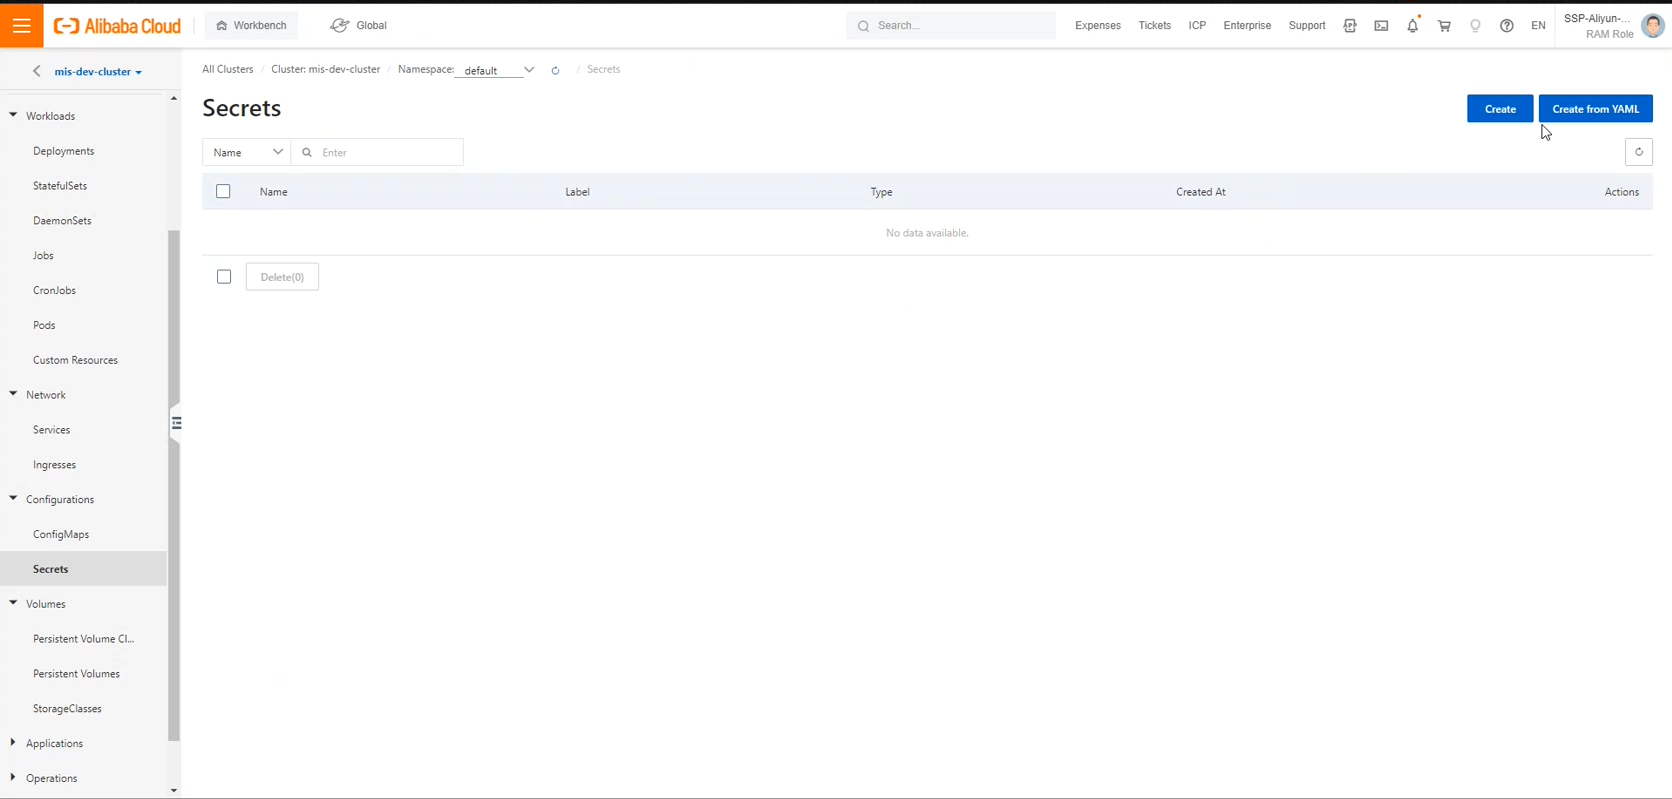 Alibaba Cloud
Workbench
Global
Search...
Expenses
Tickets
ICP
Enterprise
Support
EN
SSP-Aliyun-...
RAM Role
mis-dev-cluster
Workloads
Deployments
StatefulSets
DaemonSets
Jobs
CronJobs
Pods
Custom Resources
Network
Services
Ingresses
Configurations
ConfigMaps
Secrets
Volumes
Persistent Volume Cl...
Persistent Volumes
StorageClasses
Applications
Operations
All Clusters / Cluster: mis-dev-cluster / Namespace: default / Secrets
Secrets
Create
Create from YAML
Name
Enter
Name Label Type Created At Actions
No data available.
Delete(0)